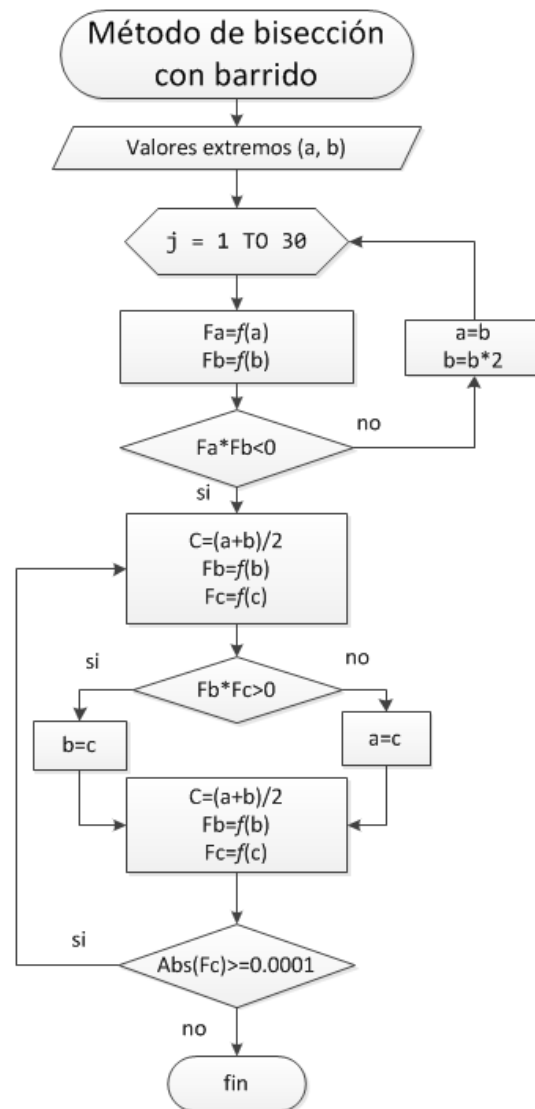 Método de bisección
con barrido
Valores extremos (a, b)
j = 1 TO 30
Fa=f(a)
Fb=f(b)
a=b
b=b*2
no
Fa*Fb<0
si
C=(a+b)/2
Fb=f(b)
Fc=f(c)
si
no
Fb*Fc>0
b=c
a=c
C=(a+b)/2
Fb=f(b)
Fc=f(c)
si
Abs(Fc)>=0.0001
no
fin